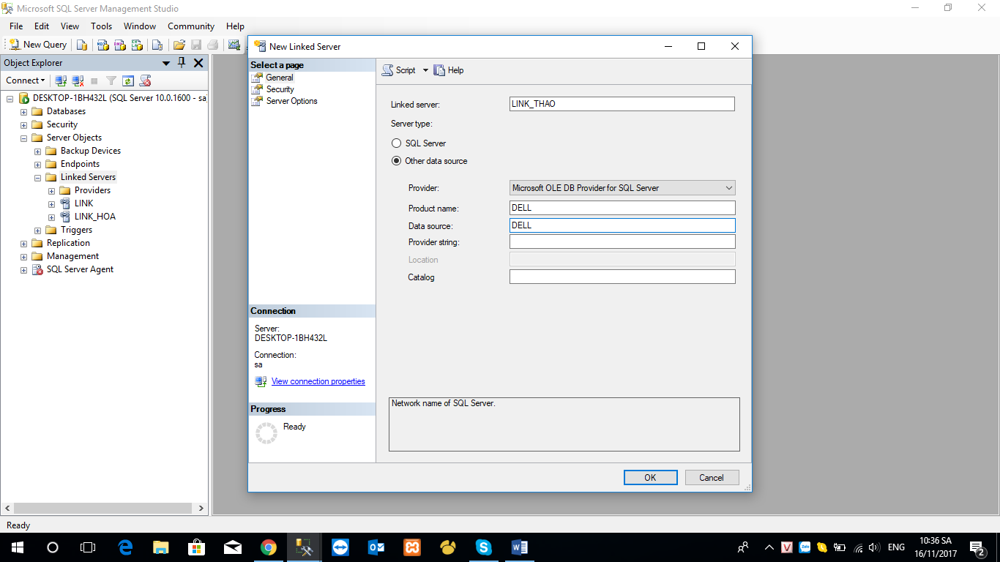 Microsoft SQL Server Management Studio
File Edit View Tools Window Community Help
New Query
Object Explorer
Connect
DESKTOP-1BH432L (SQL Server 10.0.1600 - sa)
Databases
Security
Server Objects
Backup Devices
Endpoints
Linked Servers
Providers
LINK
LINK_HOA
Triggers
Replication
Management
SQL Server Agent
New Linked Server
Select a page
General
Security
Server Options
Connection
Server:
DESKTOP-1BH432L
Connection:
sa
View connection properties
Progress
Ready
Script Help
Linked server: LINK_THAO
Server type:
SQL Server
Other data source
Provider: Microsoft OLE DB Provider for SQL Server
Product name: DELL
Data source: DELL
Provider string:
Location
Catalog
Network name of SQL Server.
OK Cancel
Ready
ENG
10:36 SA
16/11/2017
2